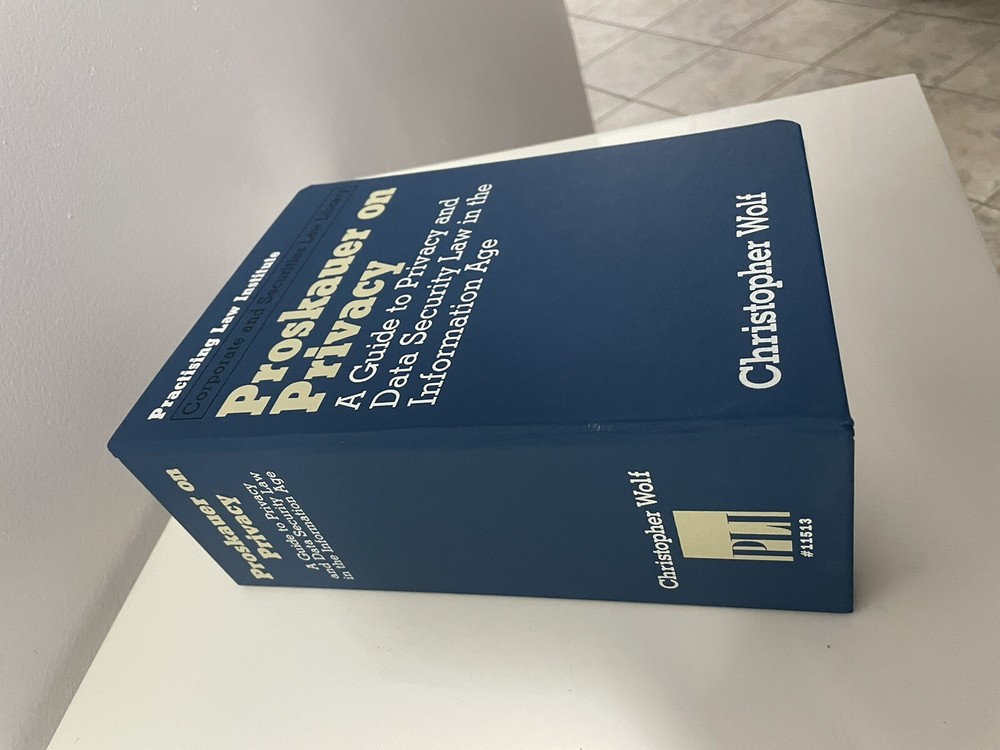 Practising Law Institute
Corporate and Securities Law Library
Proskauer on
Privacy
A Guide to Privacy and
Data Security Law in the
Information Age
Christopher Wolf
Proskauer on
Privacy
A Guide to Privacy
and Data Security Law
in the Information Age
Christopher Wolf
PLI
#11513